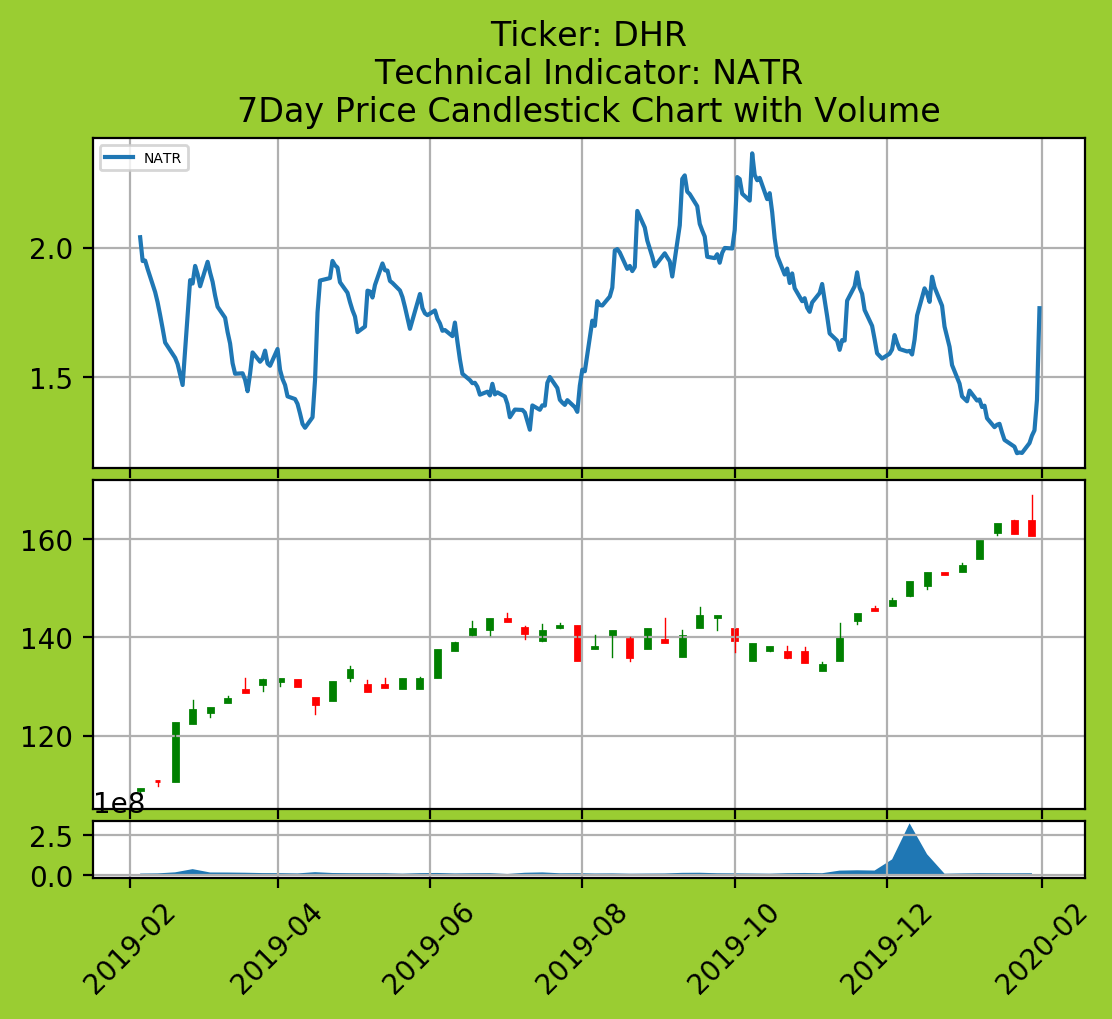 Ticker: DHR
Technical Indicator: NATR
7Day Price Candlestick Chart with Volume
NATR
2.0
1.5
160
140
120
1e8
2.5
0.0
2019-02
2019-04
2019-06
2019-08
2019-10
2019-12
2020-02